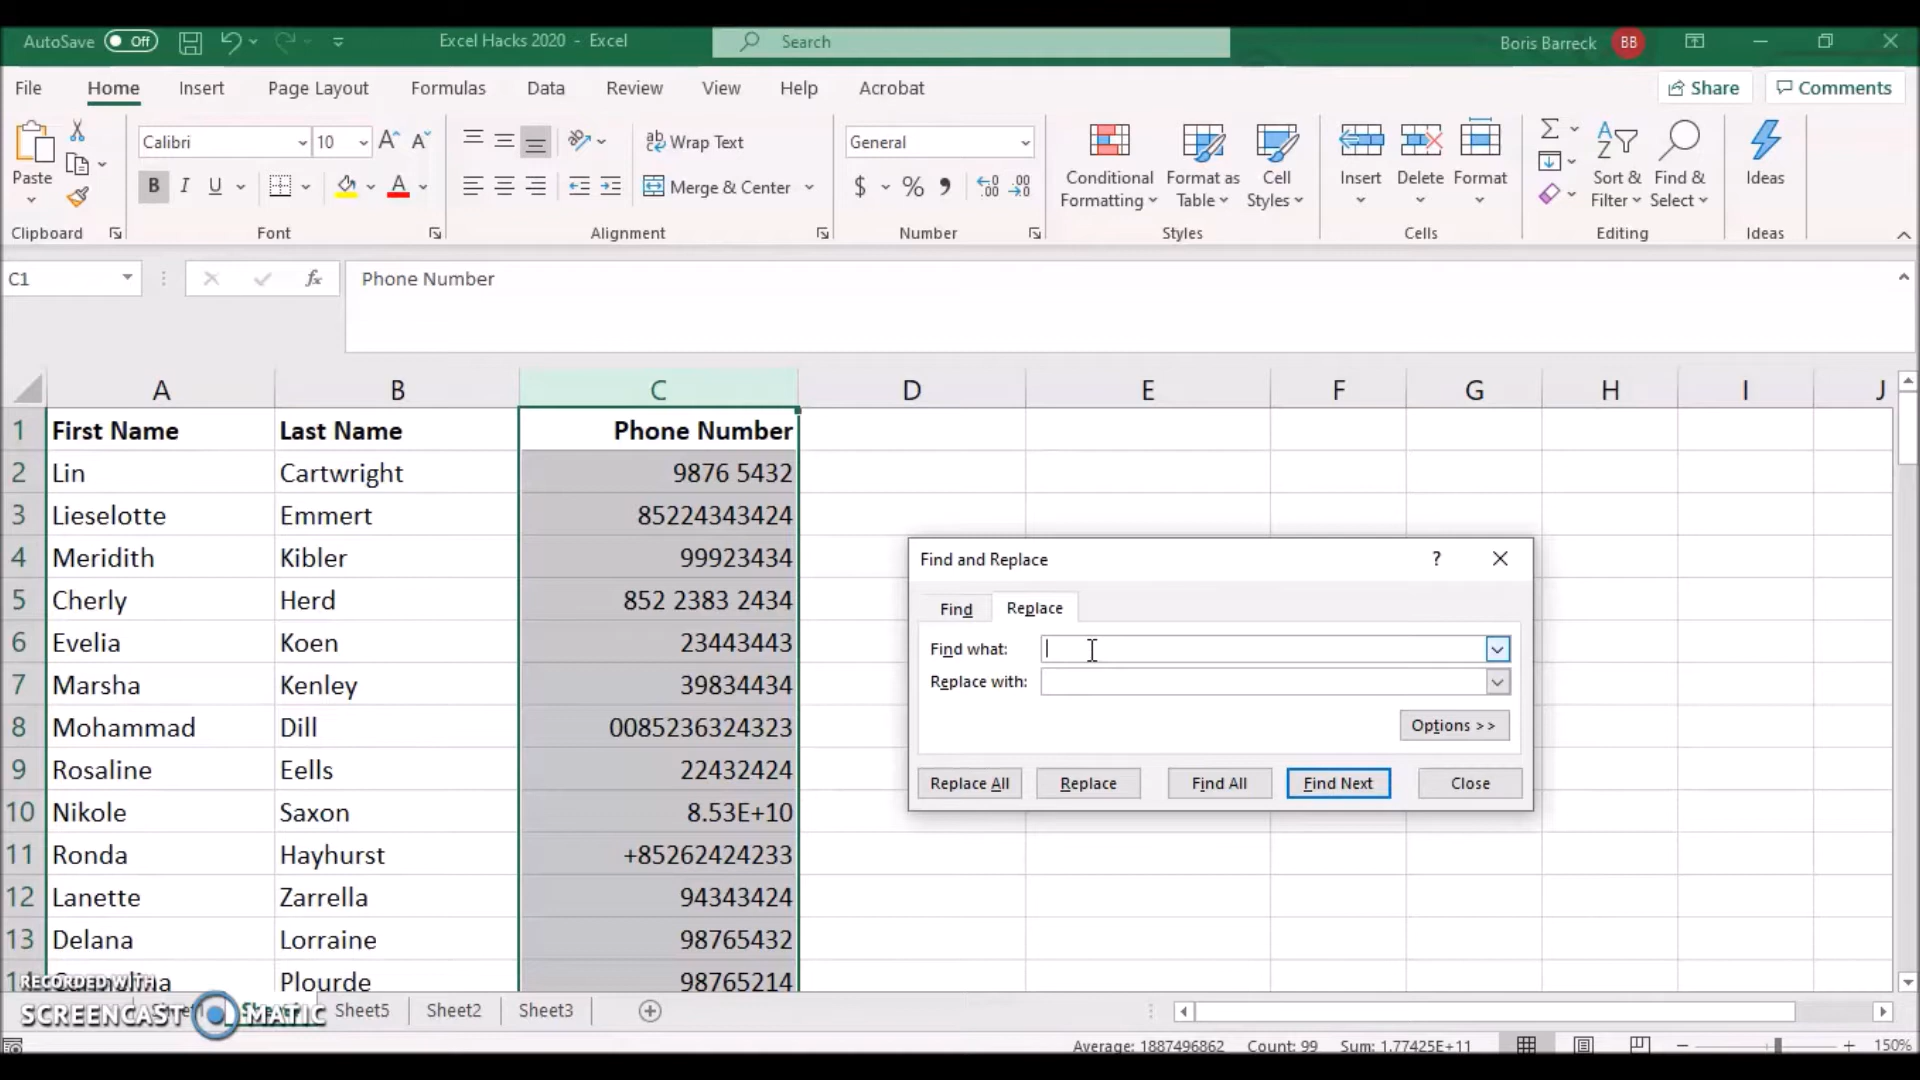 AutoSave Off Excel Hacks 2020 - Excel Search Boris Barreck BB
File Home Insert Page Layout Formulas Data Review View Help Acrobat Share Comments
Calibri 10 Wrap Text General
Paste Merge & Center $ % Conditional Formatting Format as Table Cell Styles Insert Delete Format Sort & Filter Find & Select Ideas
B I U
Clipboard Font Alignment Number Styles Cells Editing Ideas
C1 fx Phone Number
A B C D E F G H I J
1 First Name Last Name Phone Number
2 Lin Cartwright 9876 5432
3 Lieselotte Emmert 85224343424
4 Meridith Kibler 99923434
5 Cherly Herd 852 2383 2434
6 Evelia Koen 23443443
7 Marsha Kenley 39834434
8 Mohammad Dill 0085236324323
9 Rosaline Eells 22432424
10 Nikole Saxon 8.53E+10
11 Ronda Hayhurst +85262424233
12 Lanette Zarrella 94343424
13 Delana Lorraine 98765432
Plourde 98765214
Find and Replace ?
Find Replace
Find what:
Replace with:
Options >>
Replace All Replace Find All Find Next Close
RECORDED WITH
SCREENCAST MATIC
Sheet5 Sheet2 Sheet3
Average: 1887496862 Count: 99 Sum: 1.77425E+11 150%